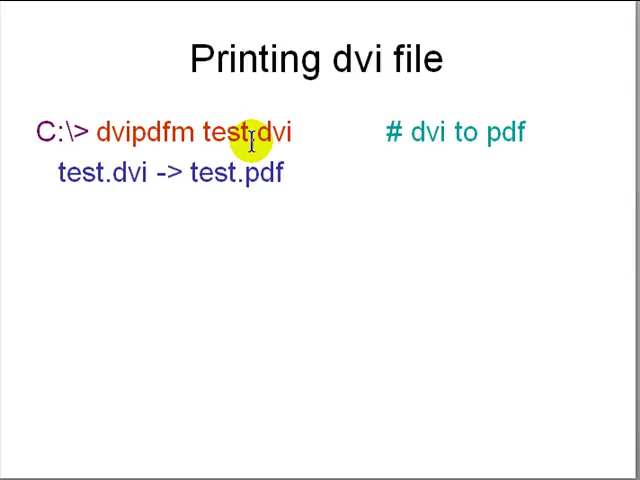 Printing dvi file
C:\> dvipdfm test.dvi # dvi to pdf
test.dvi -> test.pdf